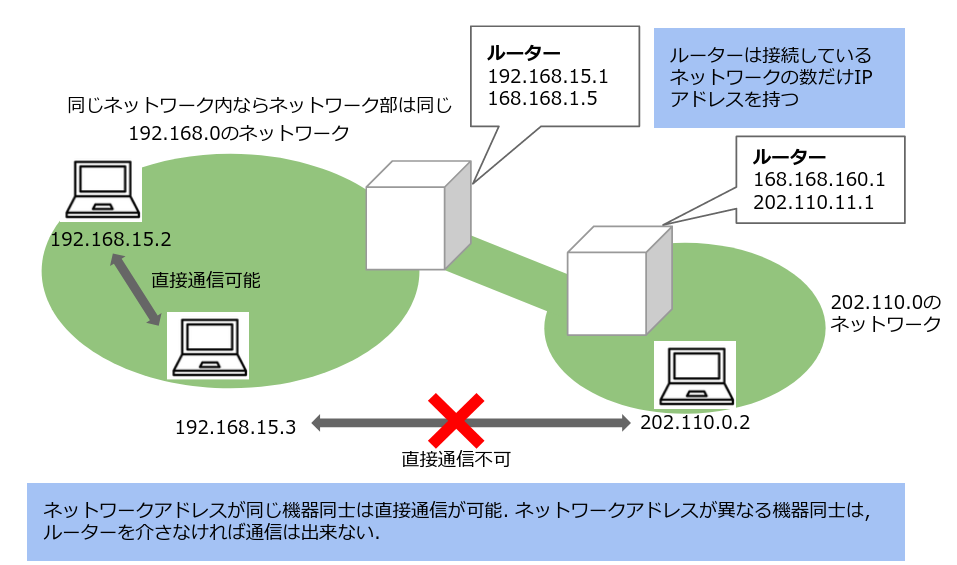 ルーター
192.168.15.1
168.168.1.5
ルーターは接続している
ネットワークの数だけIP
アドレスを持つ
同じネットワーク内ならネットワーク部は同じ
192.168.0のネットワーク
ルーター
168.168.160.1
202.110.11.1
192.168.15.2
直接通信可能
202.110.0の
ネットワーク
192.168.15.3
202.110.0.2
直接通信不可
ネットワークアドレスが同じ機器同士は直接通信が可能. ネットワークアドレスが異なる機器同士は,
ルーターを介さなければ通信は出来ない.